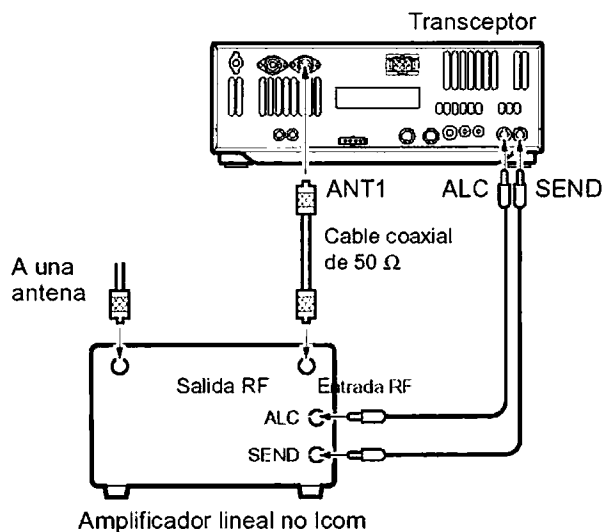 Transceptor
ANT1
ALC
SEND
Cable coaxial
de 50 Ω
A una
antena
Salida RF
Entrada RF
ALC
SEND
Amplificador lineal no Icom